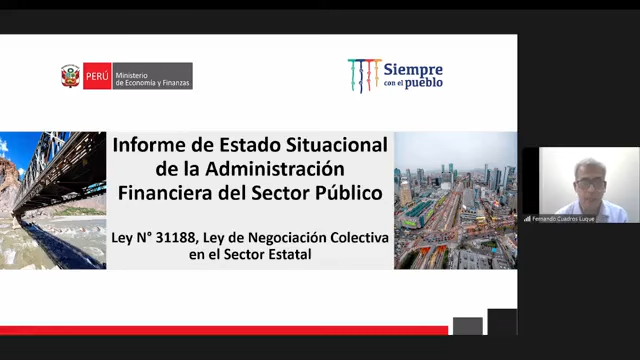 PERÚ
Ministerio
de Economía y Finanzas
Siempre
con el pueblo
Informe de Estado Situacional
de la Administración
Financiera del Sector Público
Ley N° 31188, Ley de Negociación Colectiva
en el Sector Estatal
Fernando Cuadros Luque